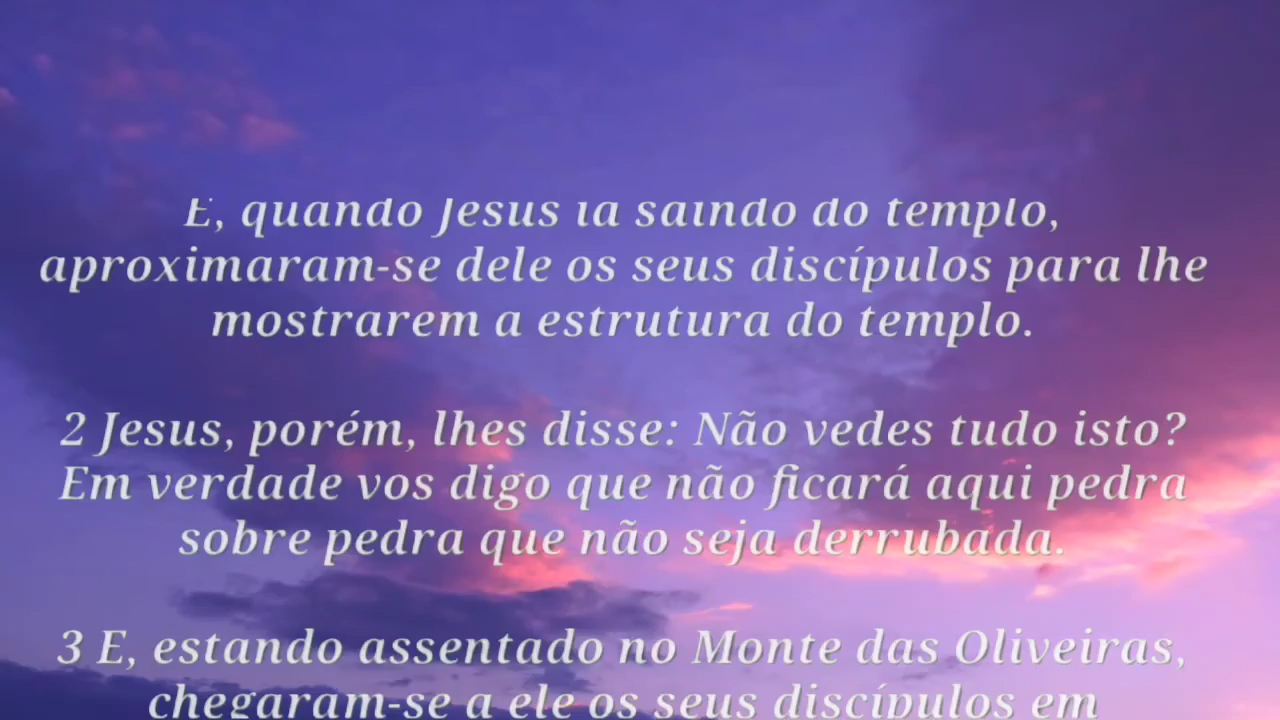 E, quando Jesus ia saindo do templo,
aproximaram-se dele os seus discípulos para lhe
mostrarem a estrutura do templo.
2 Jesus, porém, lhes disse: Não vedes tudo isto?
Em verdade vos digo que não ficará aqui pedra
sobre pedra que não seja derrubada.
3 E, estando assentado no Monte das Oliveiras,
chegaram-se a ele os seus discípulos em